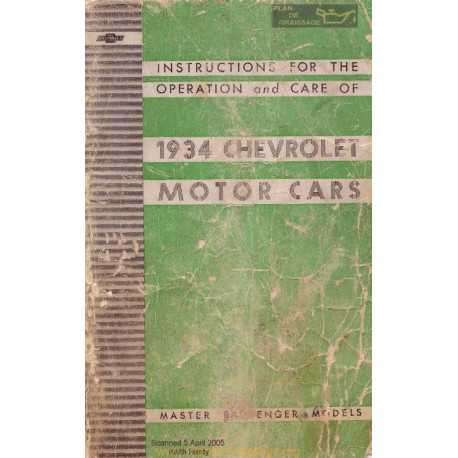 PLAN
DE
GRAISSAGE
CHEVROLET
INSTRUCTIONS FOR THE
OPERATION and CARE OF
1934 CHEVROLET
MOTOR CARS
MASTER PASSENGER MODELS
Scanned 5 April 2005
Keith Hardy